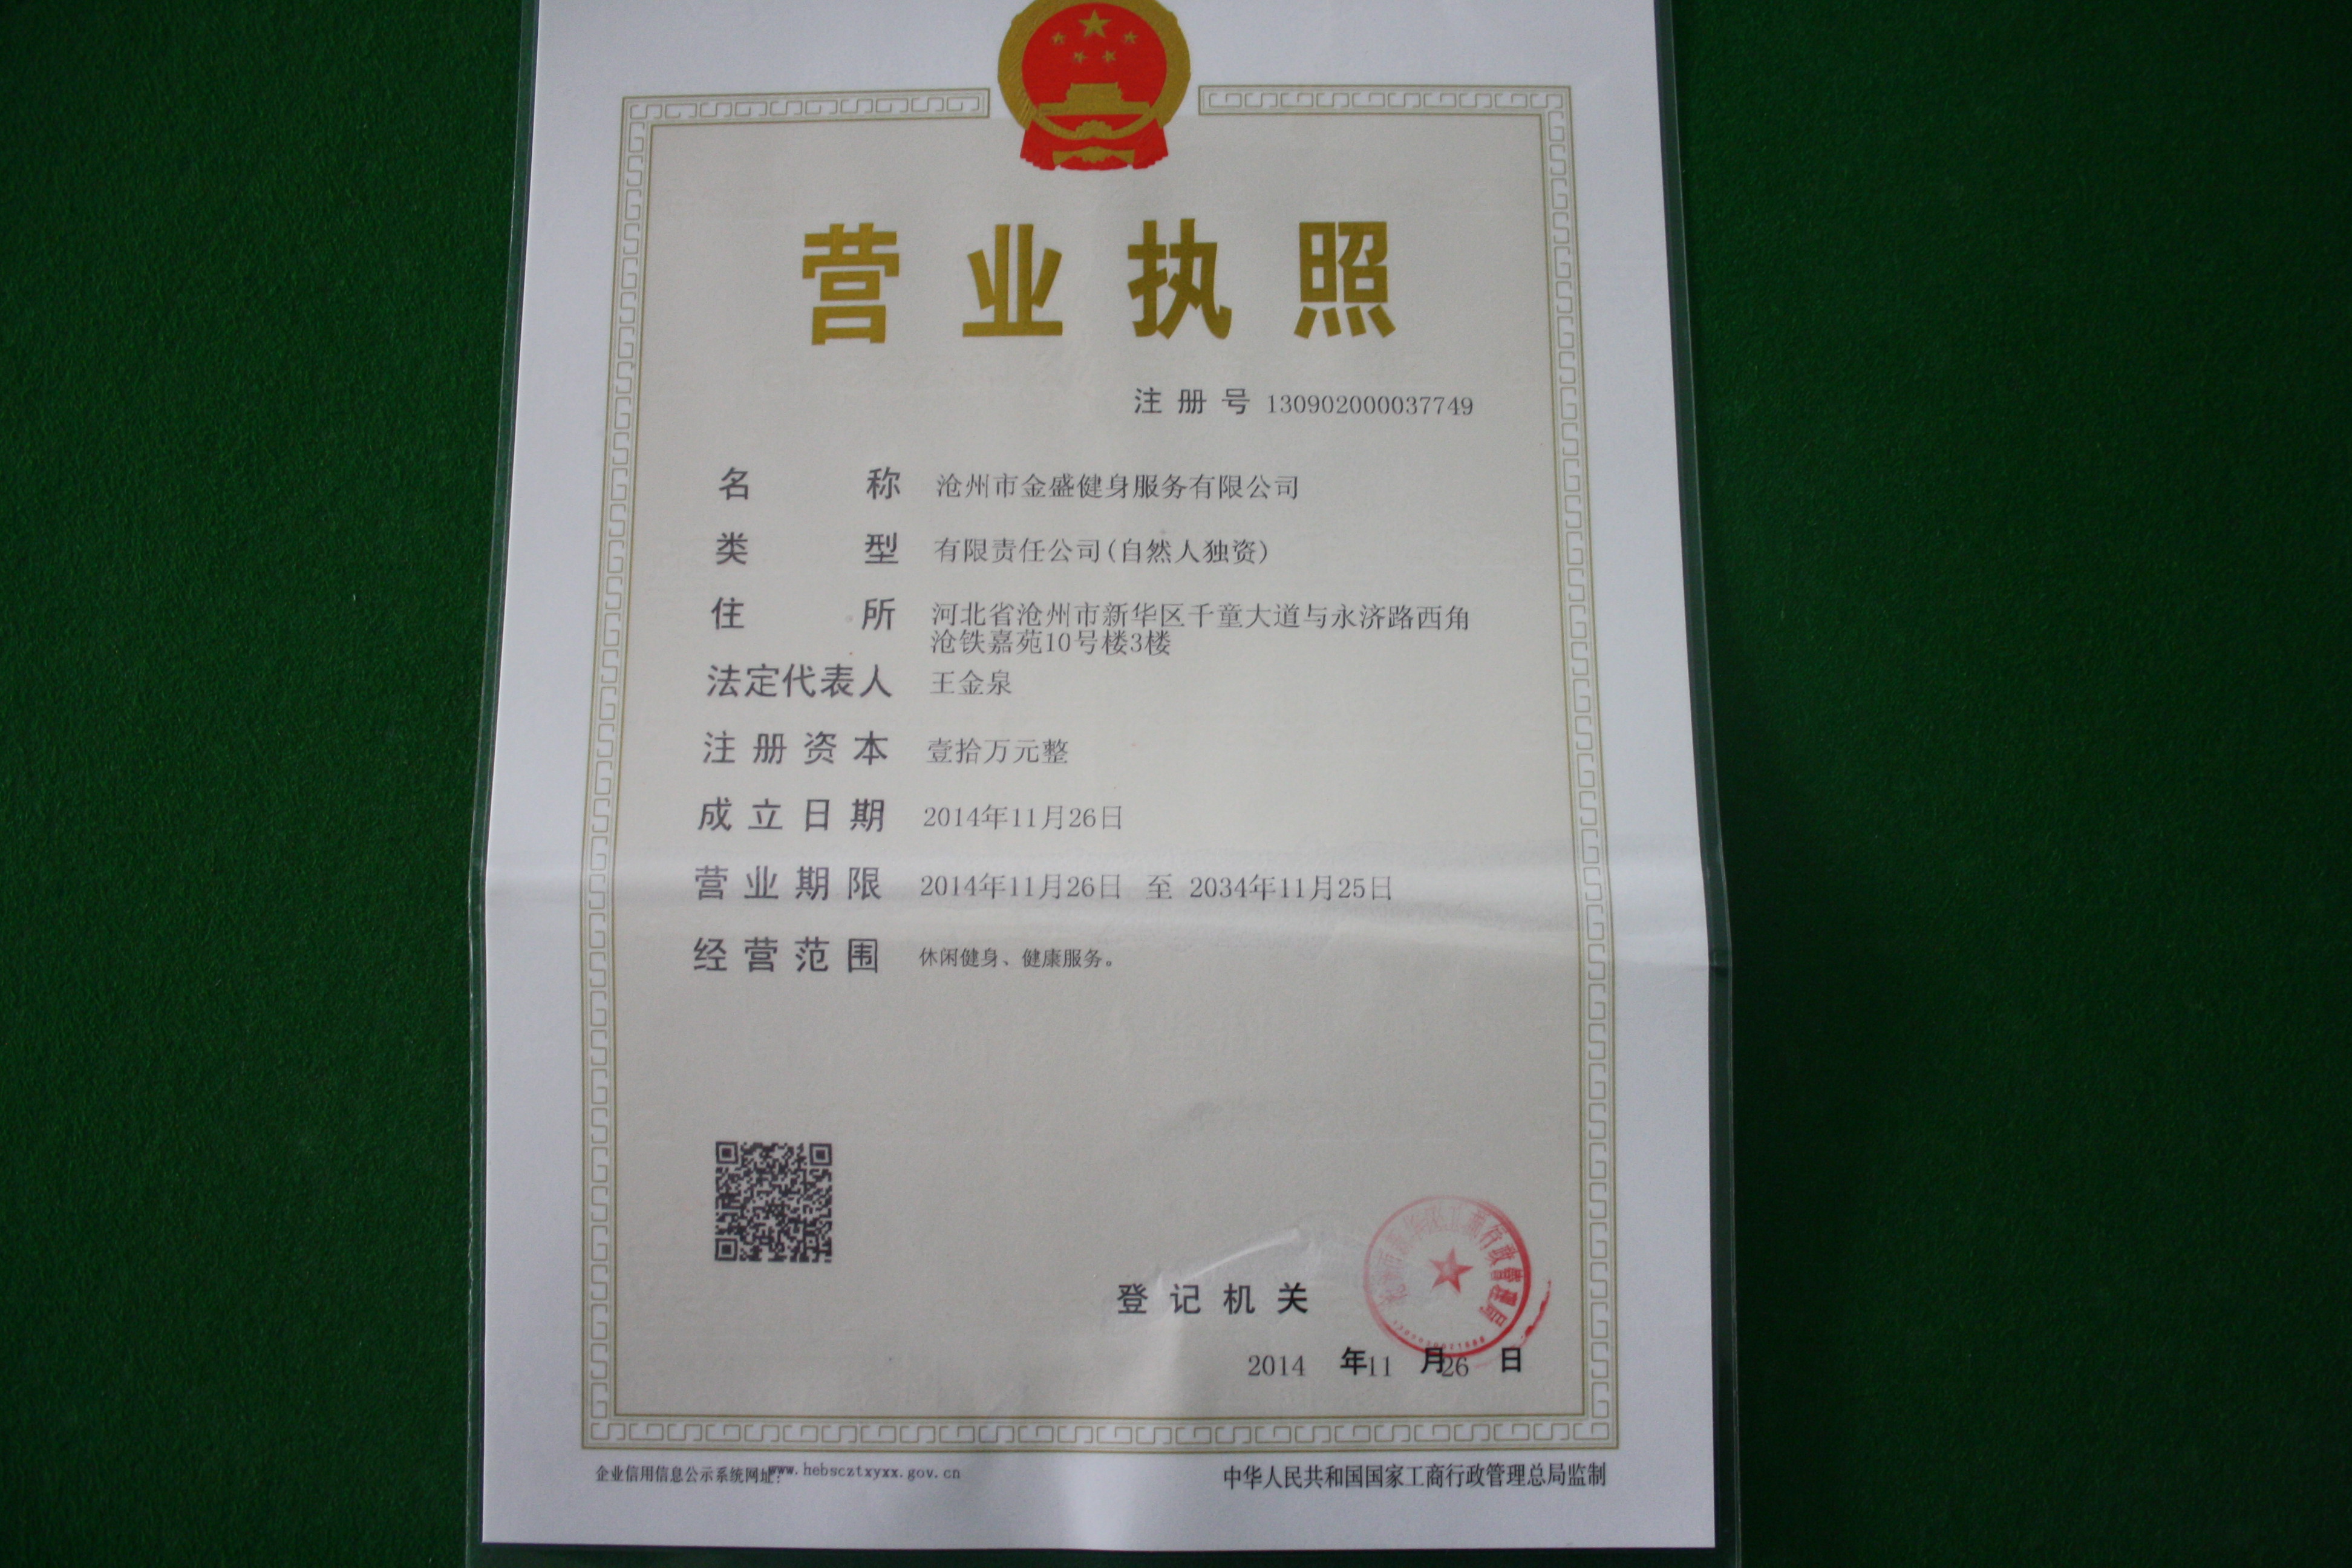 营业执照
注册号 130902000037749
名称 沧州市金盛健身服务有限公司
类型 有限责任公司(自然人独资)
住所 河北省沧州市新华区千童大道与永济路西角
沧铁嘉苑10号楼3楼
法定代表人 王金泉
注册资本 壹拾万元整
成立日期 2014年11月26日
营业期限 2014年11月26日 至 2034年11月25日
经营范围 休闲健身、健康服务。
工商行政管理局
登记机关
2014 年11 月26 日
企业信用信息公示系统网址:www.hebscztxyxx.gov.cn
中华人民共和国国家工商行政管理总局监制